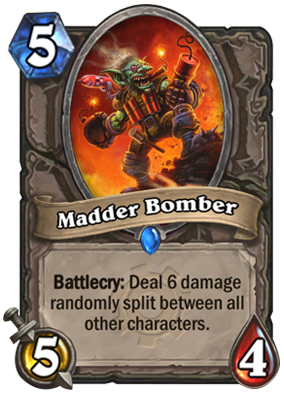 5
Madder Bomber
Battlecry: Deal 6 damage
randomly split between all
other characters.
5
4